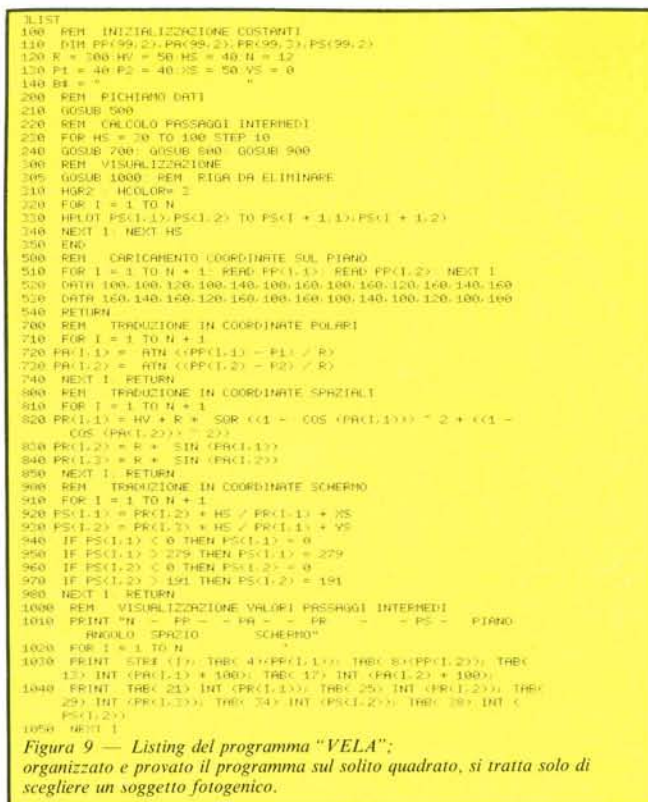 ]LIST
100 REM INIZIALIZZAZIONE COSTANTI
110 DIM PP(99,2),PA(99,2),PR(99,3),PS(99,2)
120 R = 300:HV = 50:HS = 40:N = 12
130 P1 = 40:P2 = 40:XS = 50:YS = 0
140 B$ = " "
200 REM RICHIAMO DATI
210 GOSUB 500
220 REM CALCOLO PASSAGGI INTERMEDI
230 FOR HS = 30 TO 100 STEP 10
240 GOSUB 700: GOSUB 800: GOSUB 900
300 REM VISUALIZZAZIONE
305 GOSUB 1000: REM RIGA DA ELIMINARE
310 HGR2 : HCOLOR= 3
320 FOR I = 1 TO N
330 HPLOT PS(I,1),PS(I,2) TO PS(I + 1,1),PS(I + 1,2)
340 NEXT I: NEXT HS
350 END
500 REM CARICAMENTO COORDINATE SUL PIANO
510 FOR I = 1 TO N + 1: READ PP(I,1): READ PP(I,2): NEXT I
520 DATA 100,100,120,100,140,100,160,100,160,120,160,140,160
530 DATA 160,140,160,120,160,100,160,100,140,100,120,100,100
540 RETURN
700 REM TRADUZIONE IN COORDINATE POLARI
710 FOR I = 1 TO N + 1
720 PA(I,1) = ATN ((PP(I,1) - P1) / R)
730 PA(I,2) = ATN ((PP(I,2) - P2) / R)
740 NEXT I: RETURN
800 REM TRADUZIONE IN COORDINATE SPAZIALI
810 FOR I = 1 TO N + 1
820 PR(I,1) = HV + R * SQR ((1 - COS (PA(I,1))) ^ 2 + ((1 -
COS (PA(I,2))) ^ 2))
830 PR(I,2) = R * SIN (PA(I,1))
840 PR(I,3) = R * SIN (PA(I,2))
850 NEXT I: RETURN
900 REM TRADUZIONE IN COORDINATE SCHERMO
910 FOR I = 1 TO N + 1
920 PS(I,1) = PR(I,2) * HS / PR(I,1) + XS
930 PS(I,2) = PR(I,3) * HS / PR(I,1) + YS
940 IF PS(I,1) < 0 THEN PS(I,1) = 0
950 IF PS(I,1) > 279 THEN PS(I,1) = 279
960 IF PS(I,2) < 0 THEN PS(I,2) = 0
970 IF PS(I,2) > 191 THEN PS(I,2) = 191
980 NEXT I: RETURN
1000 REM VISUALIZZAZIONE VALORI PASSAGGI INTERMEDI
1010 PRINT "N - PP - - PA - - PR - - PS - PIANO
ANGOLO SPAZIO SCHERMO"
1020 FOR I = 1 TO N
1030 PRINT STR$ (I); TAB( 4)(PP(I,1)); TAB( 8)(PP(I,2)); TAB(
13) INT (PA(I,1) * 100); TAB( 17) INT (PA(I,2) * 100);
1040 PRINT TAB( 21) INT (PR(I,1)); TAB( 25) INT (PR(I,2)); TAB(
29) INT (PR(I,3)); TAB( 34) INT (PS(I,1)); TAB( 38) INT (
PS(I,2))
1050 NEXT I
Figura 9 — Listing del programma "VELA";
organizzato e provato il programma sul solito quadrato, si tratta solo di
scegliere un soggetto fotogenico.